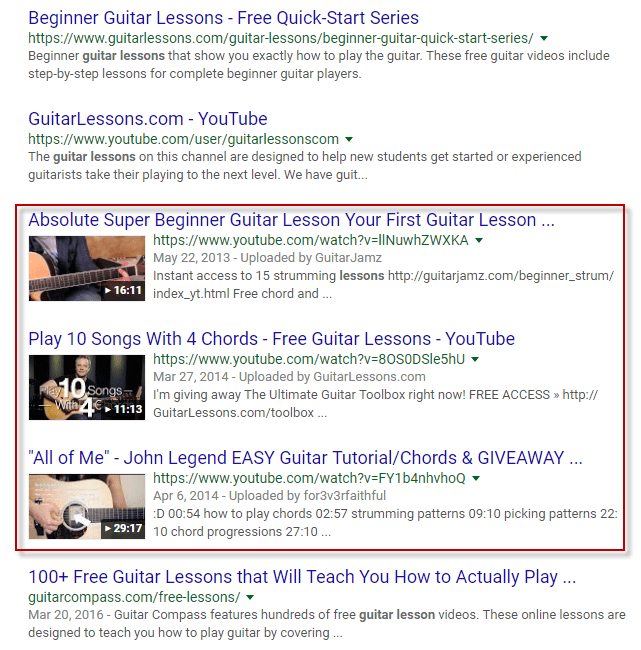 Beginner Guitar Lessons - Free Quick-Start Series
https://www.guitarlessons.com/guitar-lessons/beginner-guitar-quick-start-series/
Beginner guitar lessons that show you exactly how to play the guitar. These free guitar videos include
step-by-step lessons for complete beginner guitar players.
GuitarLessons.com - YouTube
https://www.youtube.com/user/guitarlessonscom
The guitar lessons on this channel are designed to help new students get started or experienced
guitarists take their playing to the next level. We have guit...
Absolute Super Beginner Guitar Lesson Your First Guitar Lesson ...
https://www.youtube.com/watch?v=llNuwhZWXKA
May 22, 2013 - Uploaded by GuitarJamz
Instant access to 15 strumming lessons http://guitarjamz.com/beginner_strum/
index_yt.html Free chord and ...
16:11
Play 10 Songs With 4 Chords - Free Guitar Lessons - YouTube
https://www.youtube.com/watch?v=8OS0DSle5hU
Mar 27, 2014 - Uploaded by GuitarLessons.com
I'm giving away The Ultimate Guitar Toolbox right now! FREE ACCESS » http://
GuitarLessons.com/toolbox ...
Play 10 Songs
With 4
11:13
"All of Me" - John Legend EASY Guitar Tutorial/Chords & GIVEAWAY ...
https://www.youtube.com/watch?v=FY1b4nhvhoQ
Apr 6, 2014 - Uploaded by for3v3rfaithful
:D 00:54 how to play chords 02:57 strumming patterns 09:10 picking patterns 22:
10 chord progressions 27:10 ...
29:17
100+ Free Guitar Lessons that Will Teach You How to Actually Play ...
guitarcompass.com/free-lessons/
Mar 20, 2016 - Guitar Compass features hundreds of free guitar lesson videos. These online lessons are
designed to teach you how to play guitar by covering ...